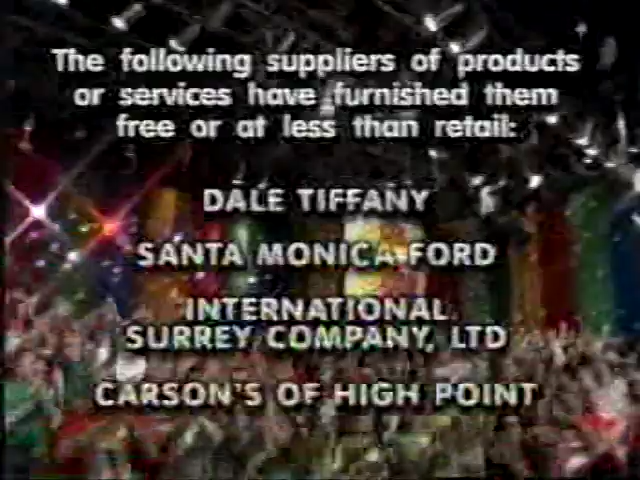 The following suppliers of products
or services have furnished them
free or at less than retail:
DALE TIFFANY
SANTA MONICA FORD
INTERNATIONAL
SURREY COMPANY, LTD
CARSON'S OF HIGH POINT